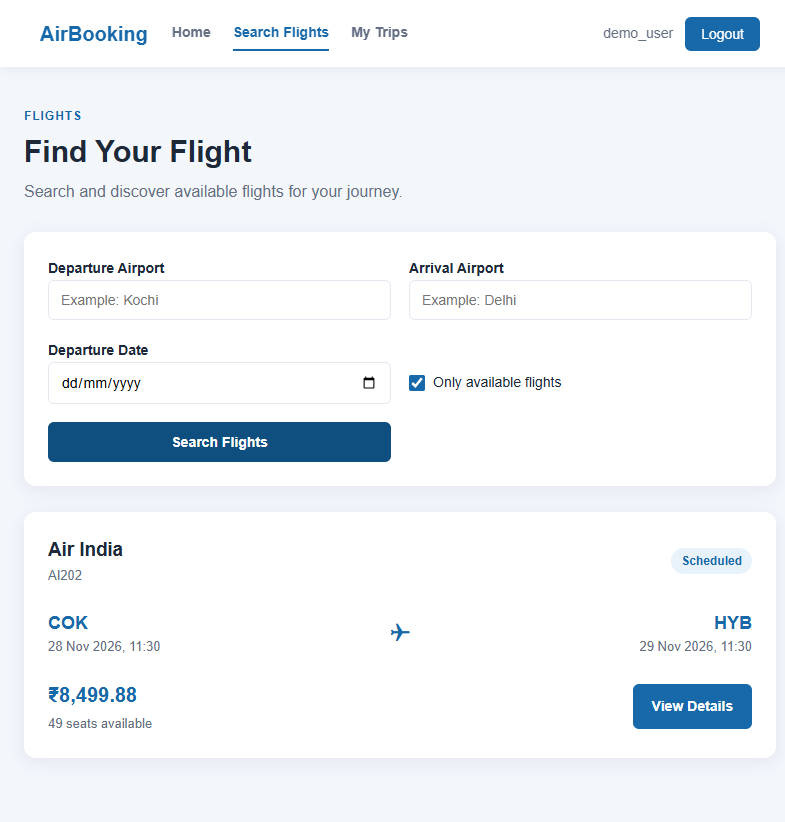 AirBooking Home Search Flights My Trips demo_user Logout
FLIGHTS
Find Your Flight
Search and discover available flights for your journey.
Departure Airport Arrival Airport
Example: Kochi Example: Delhi
Departure Date
dd/mm/yyyy Only available flights
Search Flights
Air India
AI202 Scheduled
COK HYB
28 Nov 2026, 11:30 29 Nov 2026, 11:30
₹8,499.88
49 seats available View Details